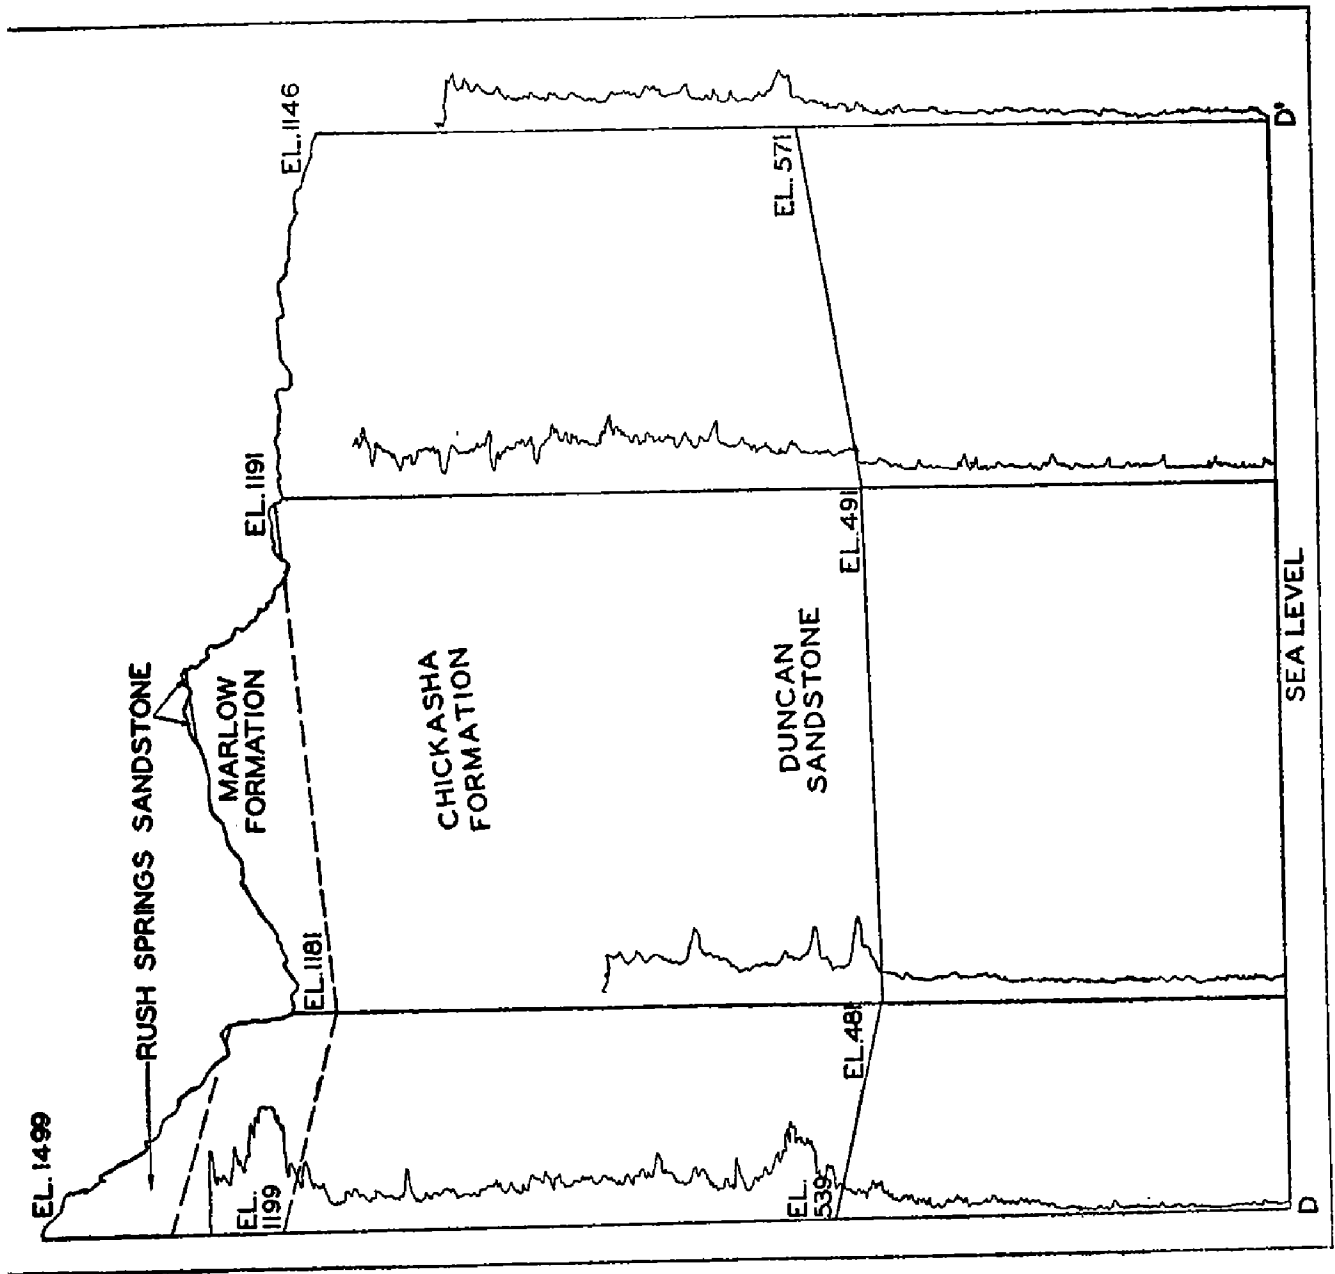 EL. 1499
RUSH SPRINGS SANDSTONE
EL. 1181
MARLOW
FORMATION
EL. 1191
EL. 1146
EL.
1199
CHICKASHA
FORMATION
EL.
539
EL. 481
DUNCAN
SANDSTONE
EL. 491
EL. 571
D
SEA LEVEL
D'